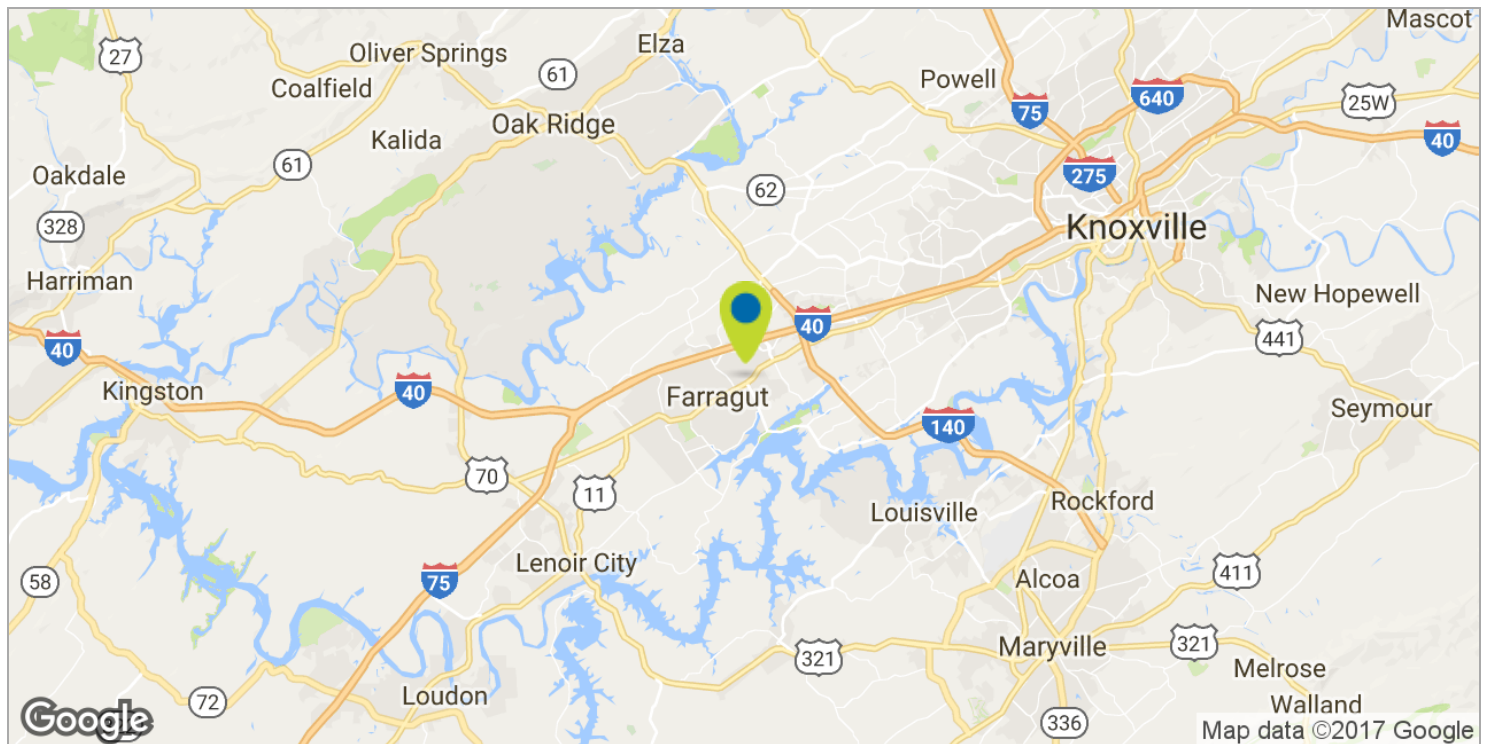 Mascot
Elza
27
Oliver Springs
61
Powell
Coalfield
640
25W
75
Oak Ridge
40
Kalida
61
Oakdale
275
62
328
Knoxville
Harriman
New Hopewell
40
441
40
Kingston
40
Farragut
Seymour
140
70
11
Rockford
Louisville
Lenoir City
58
75
Alcoa
411
Maryville
321
321
Melrose
Loudon
72
Walland
Google
336
Map data ©2017 Google